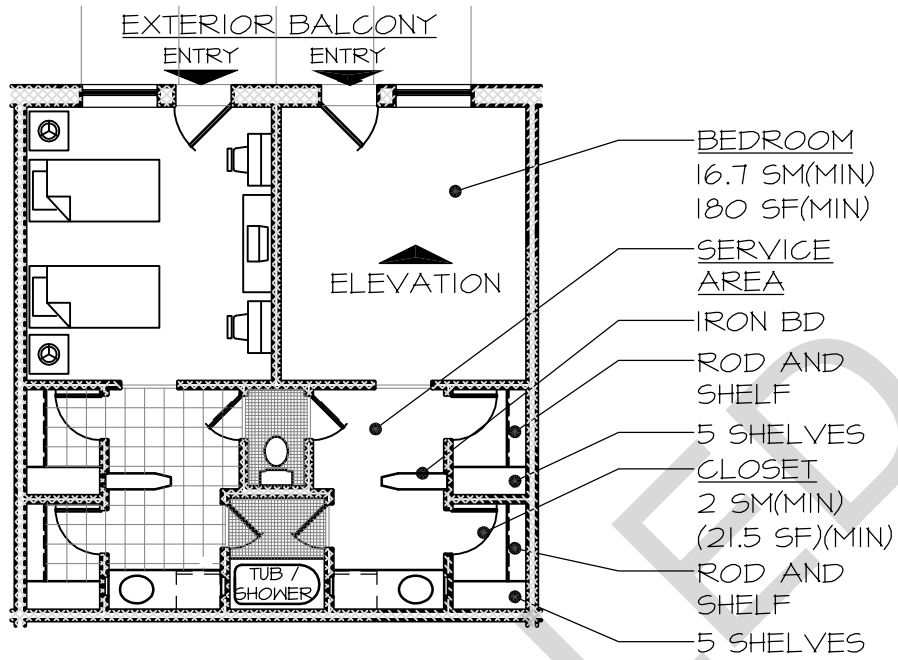 EXTERIOR BALCONY
ENTRY
ENTRY
BEDROOM
16.7 SM(MIN)
180 SF(MIN)
ELEVATION
SERVICE
AREA
IRON BD
ROD AND
SHELF
5 SHELVES
CLOSET
2 SM(MIN)
(21.5 SF)(MIN)
ROD AND
SHELF
5 SHELVES
TUB /
SHOWER